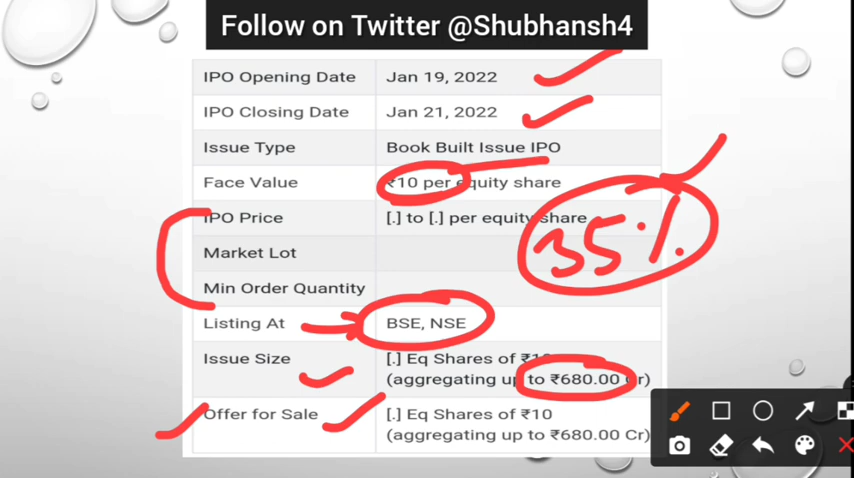 Follow on Twitter @Shubhansh4
IPO Opening Date Jan 19, 2022
IPO Closing Date Jan 21, 2022
Issue Type Book Built Issue IPO
Face Value ₹10 per equity share
IPO Price [.] to [.] per equity share
35%
Market Lot
Min Order Quantity
Listing At BSE, NSE
Issue Size [.] Eq Shares of ₹10
(aggregating up to ₹680.00 Cr)
Offer for Sale [.] Eq Shares of ₹10
(aggregating up to ₹680.00 Cr)